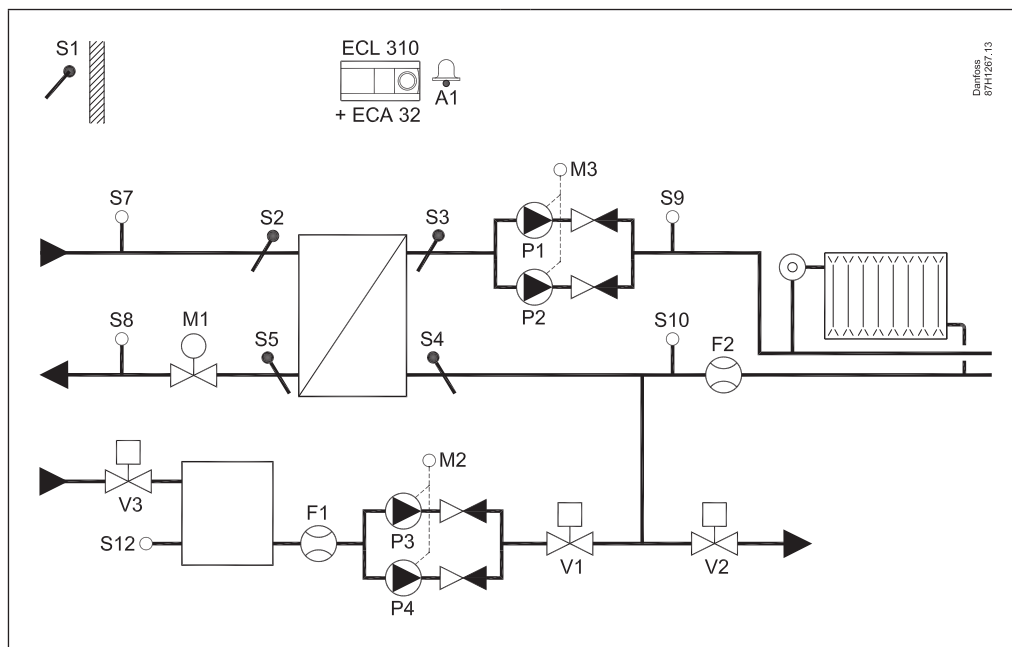 S1
ECL 310
A1
+ ECA 32
Danfoss
87H1267.13
M3
S7
S2
S3
S9
P1
P2
S8
M1
S5
S4
S10
F2
M2
V3
F1
P3
S12
V1
V2
P4